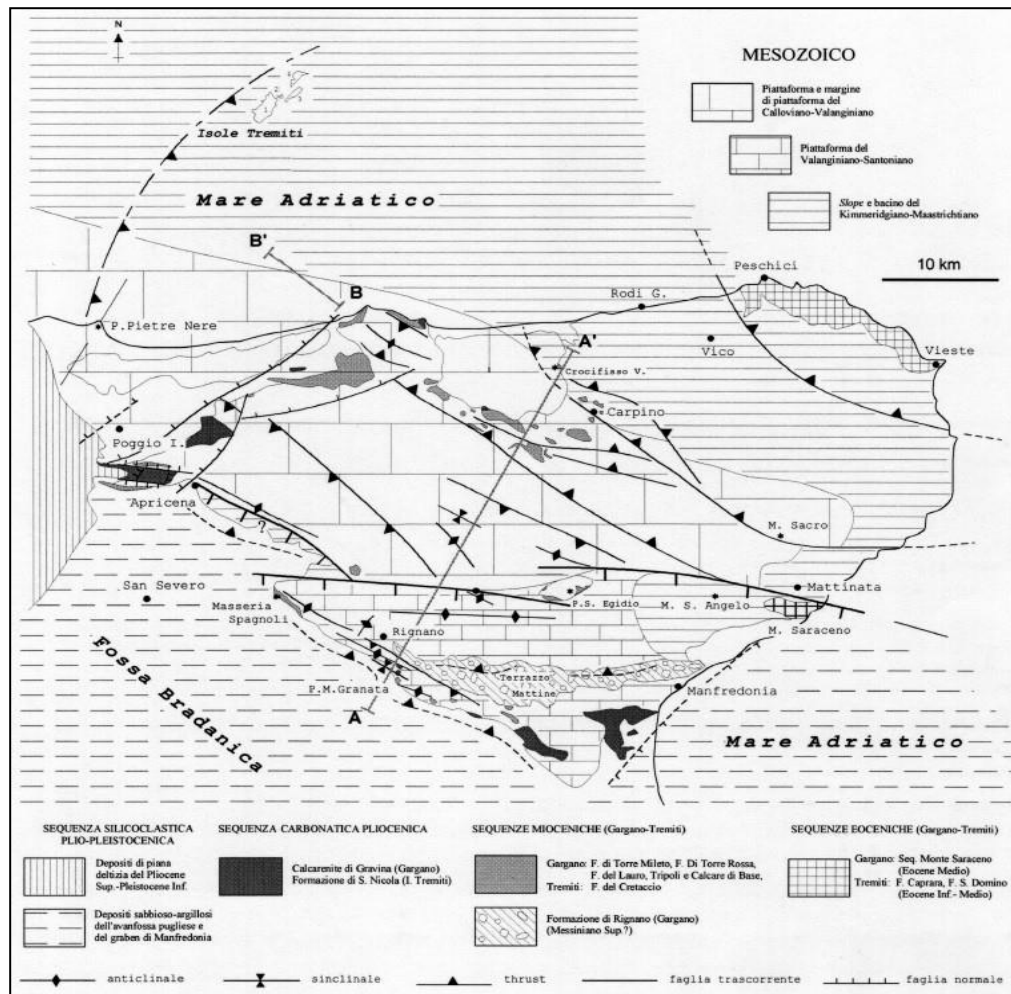 N
MESOZOICO
Piattaforma e margine
di piattaforma del
Calloviano-Valanginiano
Piattaforma del
Valanginiano-Santoniano
Slope e bacino del
Kimmeridgiano-Maastrichtiano
10 km
Isole Tremiti
Mare Adriatico
B'
B
Peschici
Rodi G.
P.Pietre Nere
A'
Vico
Vieste
Crocifisso V.
Carpino
Poggio I.
Apricena
?
M. Sacro
San Severo
Mattinata
Masseria
Spagnoli
P.S. Egidio
M. S. Angelo
M. Saraceno
Rignano
Fossa Bradanica
P.M.Granata
Terrazzo
Mattine
Manfredonia
A
Mare Adriatico
SEQUENZA SILICOCLASTICA
PLIO-PLEISTOCENICA
Depositi di piana
deltizia del Pliocene
Sup.-Pleistocene Inf.
Depositi sabbioso-argillosi
dell'avanfossa pugliese e
del graben di Manfredonia
SEQUENZA CARBONATICA PLIOCENICA
Calcarenite di Gravina (Gargano)
Formazione di S. Nicola (I. Tremiti)
SEQUENZE MIOCENICHE (Gargano-Tremiti)
Gargano: F. di Torre Mileto, F. Di Torre Rossa,
F. del Lauro, Tripoli e Calcare di Base,
Tremiti: F. del Cretaccio
Formazione di Rignano (Gargano)
(Messiniano Sup.?)
SEQUENZE EOCENICHE (Gargano-Tremiti)
Gargano: Seq. Monte Saraceno
(Eocene Medio)
Tremiti: F. Caprara, F. S. Domino
(Eocene Inf.- Medio)
anticlinale
sinclinale
thrust
faglia trascorrente
faglia normale